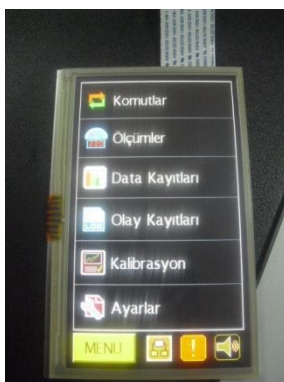 Komutlar
Ölçümler
Data Kayıtları
Olay Kayıtları
Kalibrasyon
Ayarlar
MENU